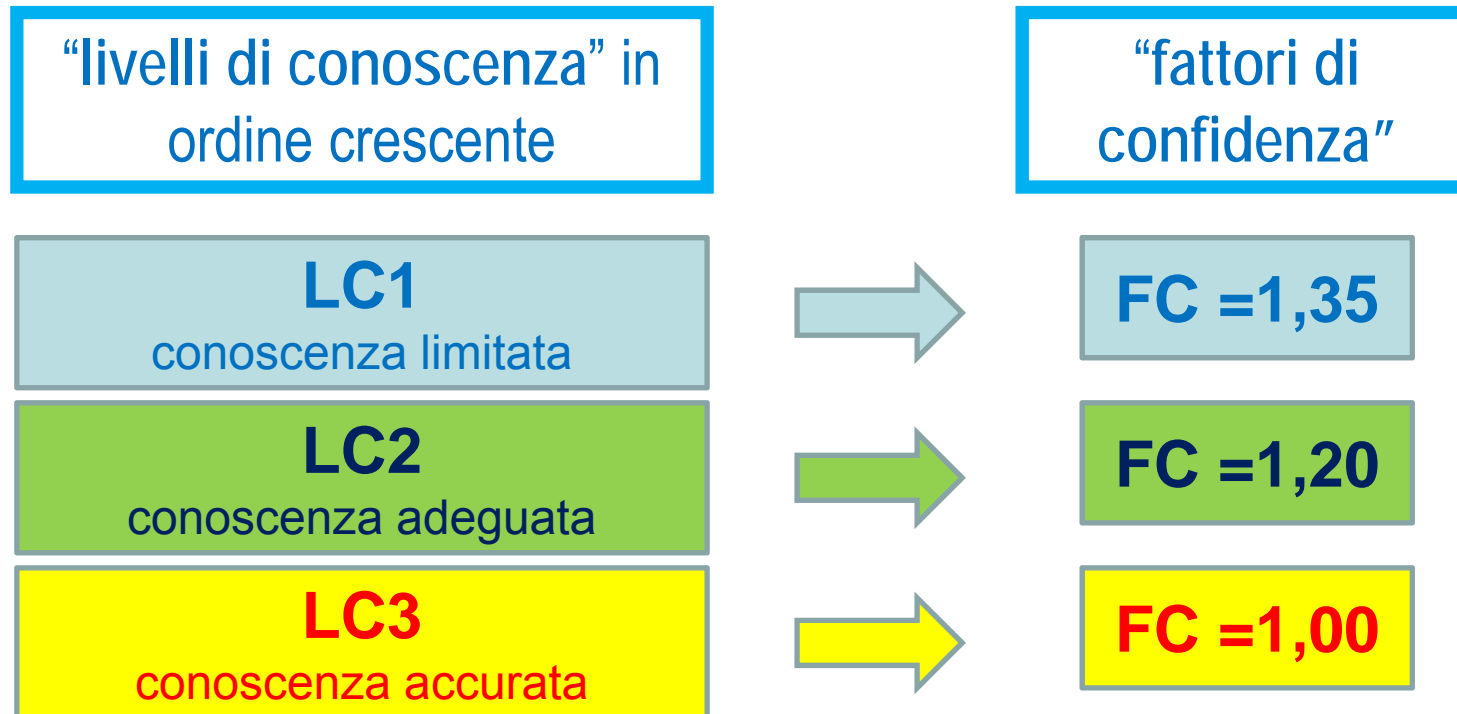 “livelli di conoscenza” in
ordine crescente
“fattori di
confidenza”
LC1
conoscenza limitata
FC =1,35
LC2
conoscenza adeguata
FC =1,20
LC3
conoscenza accurata
FC =1,00